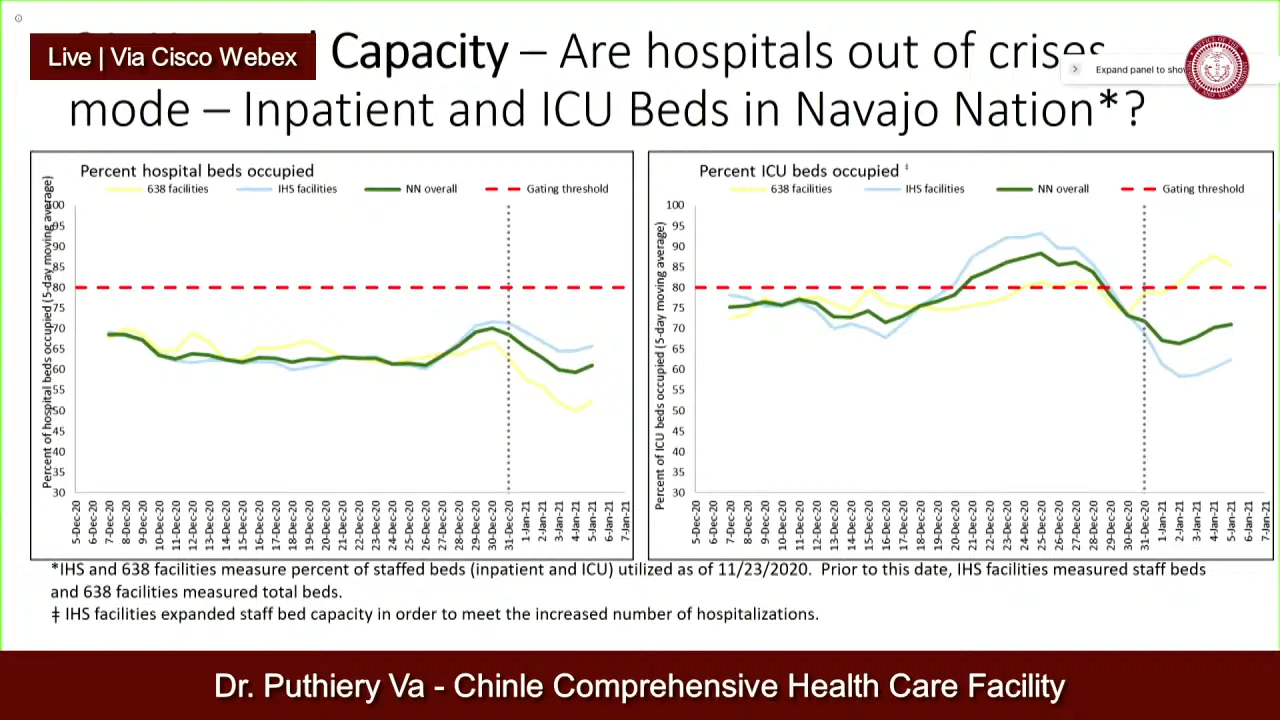 Live | Via Cisco Webex
Capacity – Are hospitals out of crises
mode – Inpatient and ICU Beds in Navajo Nation*?
Expand panel to
Percent hospital beds occupied
638 facilities IHS facilities NN overall Gating threshold
Percent of hospital beds occupied (5-day moving average)
100
95
90
85
80
75
70
65
60
55
50
45
40
35
30
5-Dec-20 6-Dec-20 7-Dec-20 8-Dec-20 9-Dec-20 10-Dec-20 11-Dec-20 12-Dec-20 13-Dec-20 14-Dec-20 15-Dec-20 16-Dec-20 17-Dec-20 18-Dec-20 19-Dec-20 20-Dec-20 21-Dec-20 22-Dec-20 23-Dec-20 24-Dec-20 25-Dec-20 26-Dec-20 27-Dec-20 28-Dec-20 29-Dec-20 30-Dec-20 31-Dec-20 1-Jan-21 2-Jan-21 3-Jan-21 4-Jan-21 5-Jan-21 6-Jan-21 7-Jan-21
Percent ICU beds occupied ‡
638 facilities IHS facilities NN overall Gating threshold
Percent of ICU beds occupied (5-day moving average)
100
95
90
85
80
75
70
65
60
55
50
45
40
35
30
5-Dec-20 6-Dec-20 7-Dec-20 8-Dec-20 9-Dec-20 10-Dec-20 11-Dec-20 12-Dec-20 13-Dec-20 14-Dec-20 15-Dec-20 16-Dec-20 17-Dec-20 18-Dec-20 19-Dec-20 20-Dec-20 21-Dec-20 22-Dec-20 23-Dec-20 24-Dec-20 25-Dec-20 26-Dec-20 27-Dec-20 28-Dec-20 29-Dec-20 30-Dec-20 31-Dec-20 1-Jan-21 2-Jan-21 3-Jan-21 4-Jan-21 5-Jan-21 6-Jan-21 7-Jan-21
*IHS and 638 facilities measure percent of staffed beds (inpatient and ICU) utilized as of 11/23/2020. Prior to this date, IHS facilities measured staff beds
and 638 facilities measured total beds.
‡ IHS facilities expanded staff bed capacity in order to meet the increased number of hospitalizations.
Dr. Puthiery Va - Chinle Comprehensive Health Care Facility